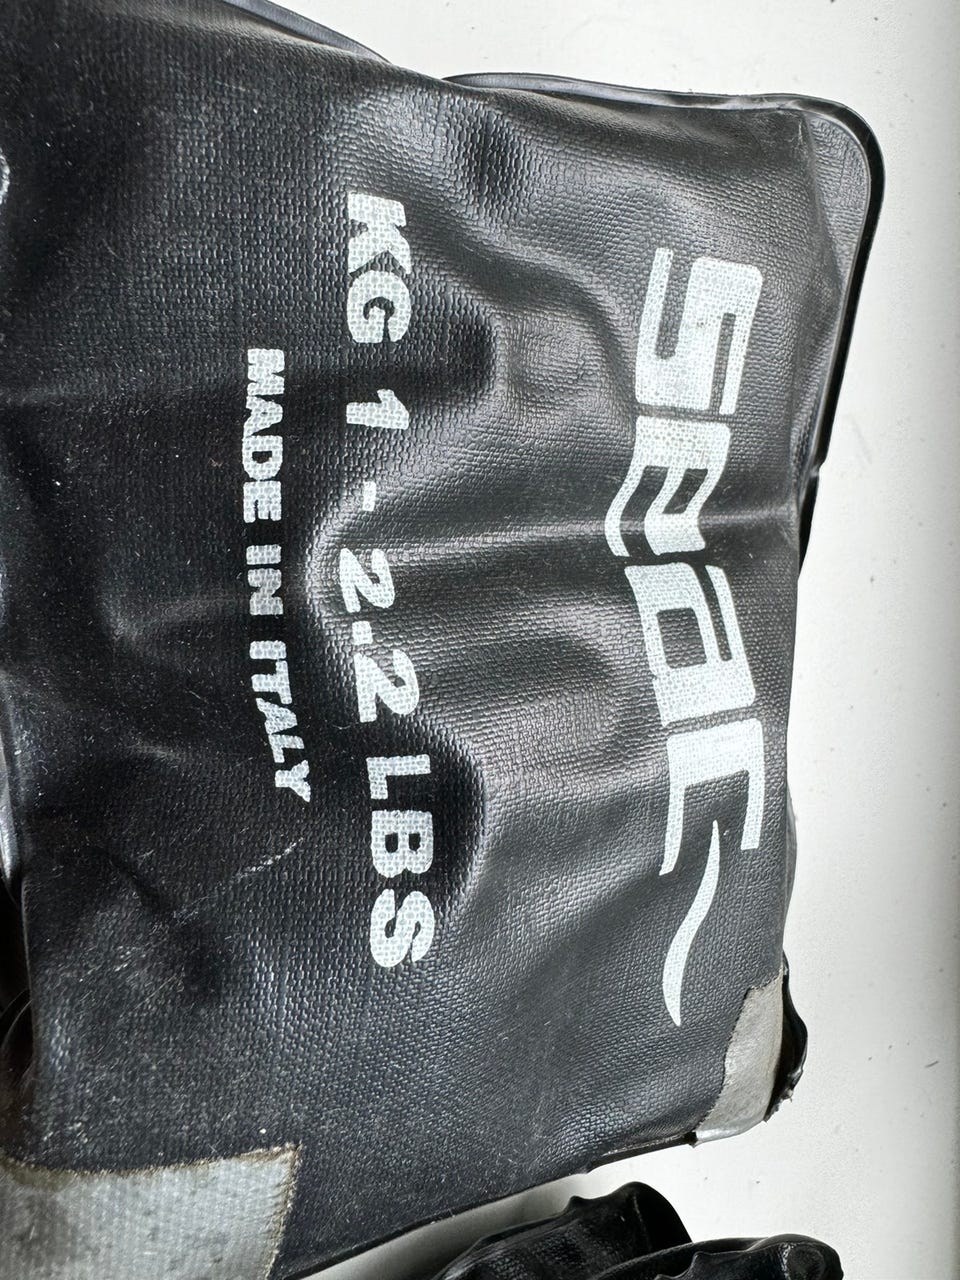 seac
KG 1 - 2.2 LBS
MADE IN ITALY